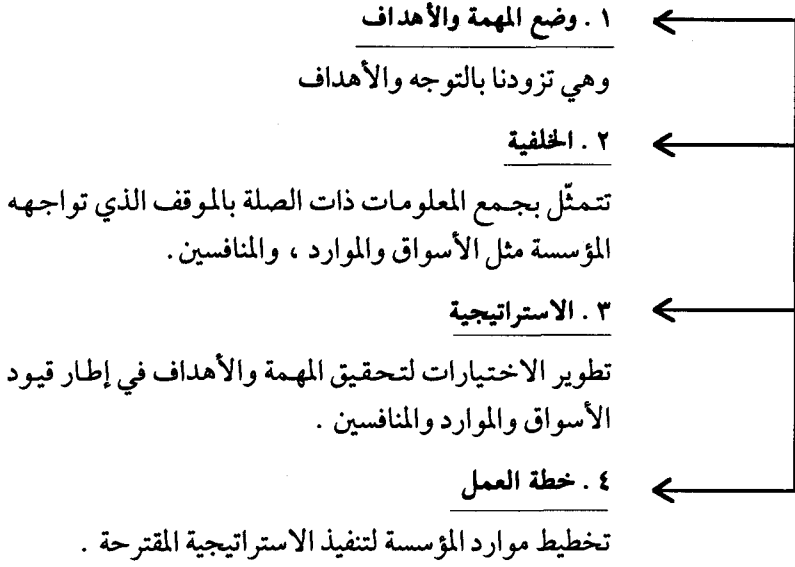 ١ . وضع المهمة والأهداف
وهي تزودنا بالتوجه والأهداف
٢ . الخلفية
تتمثّل بجمع المعلومات ذات الصلة بالموقف الذي تواجهه
المؤسسة مثل الأسواق والموارد ، والمنافسين .
٣ . الاستراتيجية
تطوير الاختيارات لتحقيق المهمة والأهداف في إطار قيود
الأسواق والموارد والمنافسين .
٤ . خطة العمل
تخطيط موارد المؤسسة لتنفيذ الاستراتيجية المقترحة .